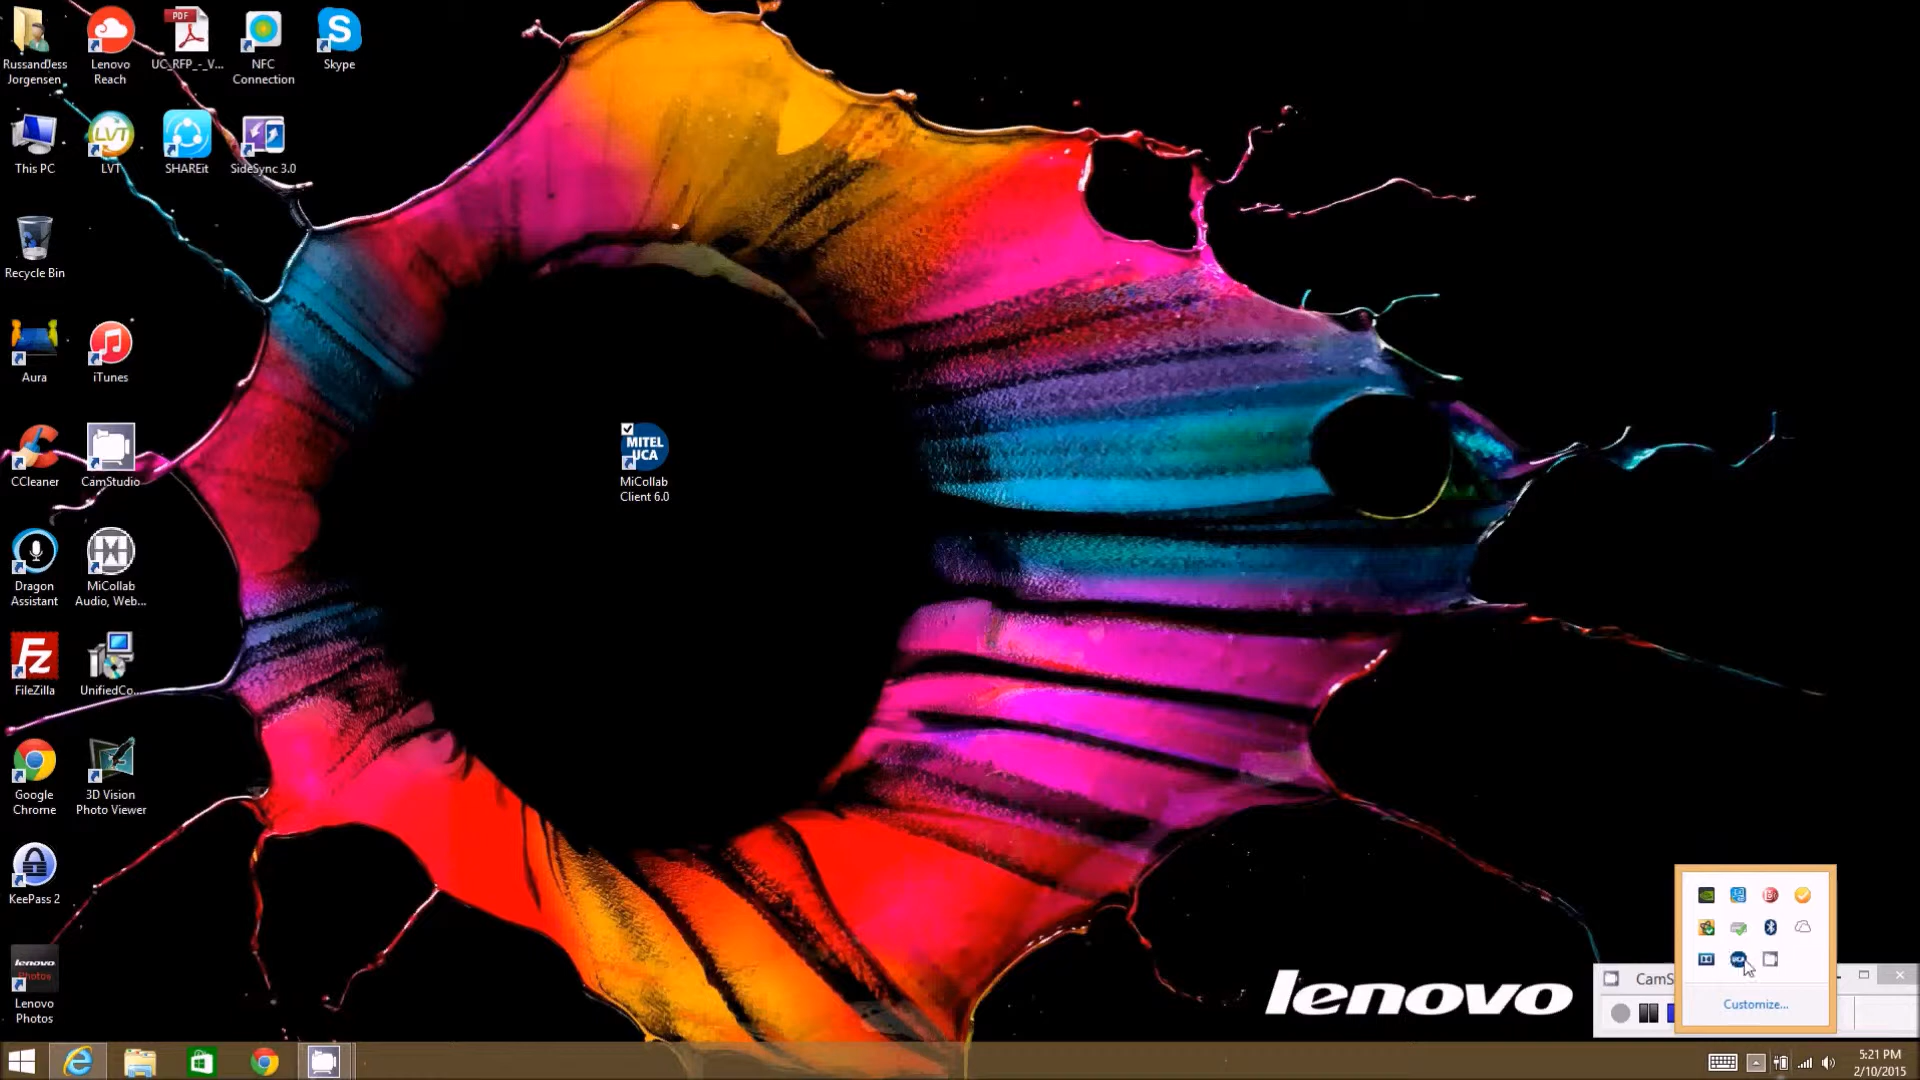 RussandJess
Jorgensen
Lenovo
Reach
PDF
UC_RFP_-_V...
NFC
Connection
S
Skype
This PC
LVT
LVT
SHAREit
SideSync 3.0
Recycle Bin
Aura
iTunes
CCleaner
CamStudio
MITEL
UCA
MiCollab
Client 6.0
Dragon
Assistant
MiCollab
Audio, Web...
Fz
FileZilla
UnifiedCo...
Google
Chrome
3D Vision
Photo Viewer
KeePass 2
lenovo
Photos
Lenovo
Photos
lenovo
UCA
CamS
Customize...
5:21 PM
2/10/2015